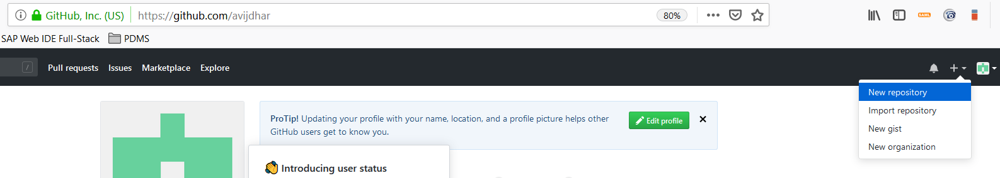 GitHub, Inc. (US) https://github.com/avijdhar 80%
SAP Web IDE Full-Stack PDMS
/ Pull requests Issues Marketplace Explore
New repository
Import repository
New gist
New organization
ProTip! Updating your profile with your name, location, and a profile picture helps other
GitHub users get to know you.
Edit profile
Introducing user status